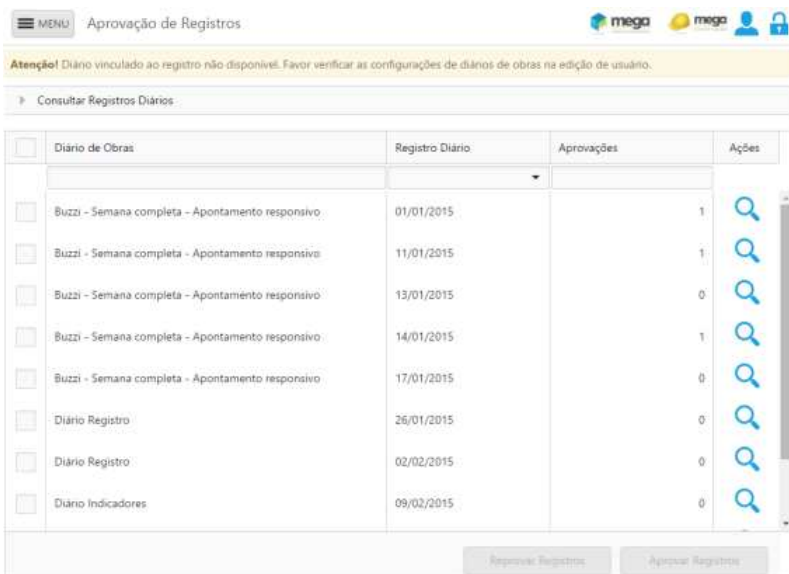 MENU Aprovação de Registros mega mega
Atenção! Diário vinculado ao registro não disponível. Favor verificar as configurações de diários de obras na edição de usuário.
Consultar Registros Diários
Diário de Obras Registro Diário Aprovações Ações
Buzzi - Semana completa - Apontamento responsivo 01/01/2015 1
Buzzi - Semana completa - Apontamento responsivo 11/01/2015 1
Buzzi - Semana completa - Apontamento responsivo 13/01/2015 0
Buzzi - Semana completa - Apontamento responsivo 14/01/2015 1
Buzzi - Semana completa - Apontamento responsivo 17/01/2015 0
Diário Registro 26/01/2015 0
Diário Registro 02/02/2015 0
Diário Indicadores 09/02/2015 0
Reprovar Registros Aprovar Registros